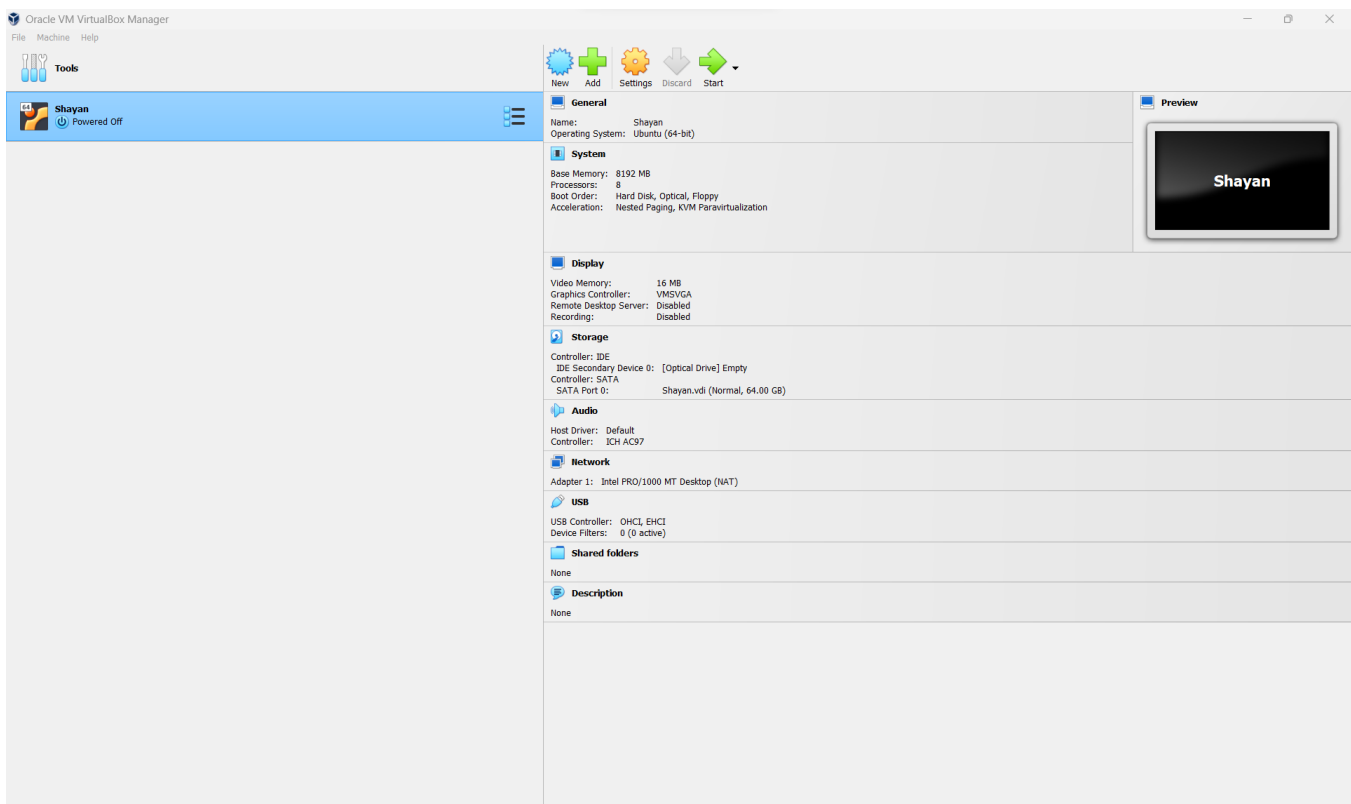 Oracle VM VirtualBox Manager
File Machine Help
Tools
New Add Settings Discard Start
64
Shayan
Powered Off
General
Name: Shayan
Operating System: Ubuntu (64-bit)
Preview
Shayan
System
Base Memory: 8192 MB
Processors: 8
Boot Order: Hard Disk, Optical, Floppy
Acceleration: Nested Paging, KVM Paravirtualization
Display
Video Memory: 16 MB
Graphics Controller: VMSVGA
Remote Desktop Server: Disabled
Recording: Disabled
Storage
Controller: IDE
IDE Secondary Device 0: [Optical Drive] Empty
Controller: SATA
SATA Port 0: Shayan.vdi (Normal, 64.00 GB)
Audio
Host Driver: Default
Controller: ICH AC97
Network
Adapter 1: Intel PRO/1000 MT Desktop (NAT)
USB
USB Controller: OHCI, EHCI
Device Filters: 0 (0 active)
Shared folders
None
Description
None